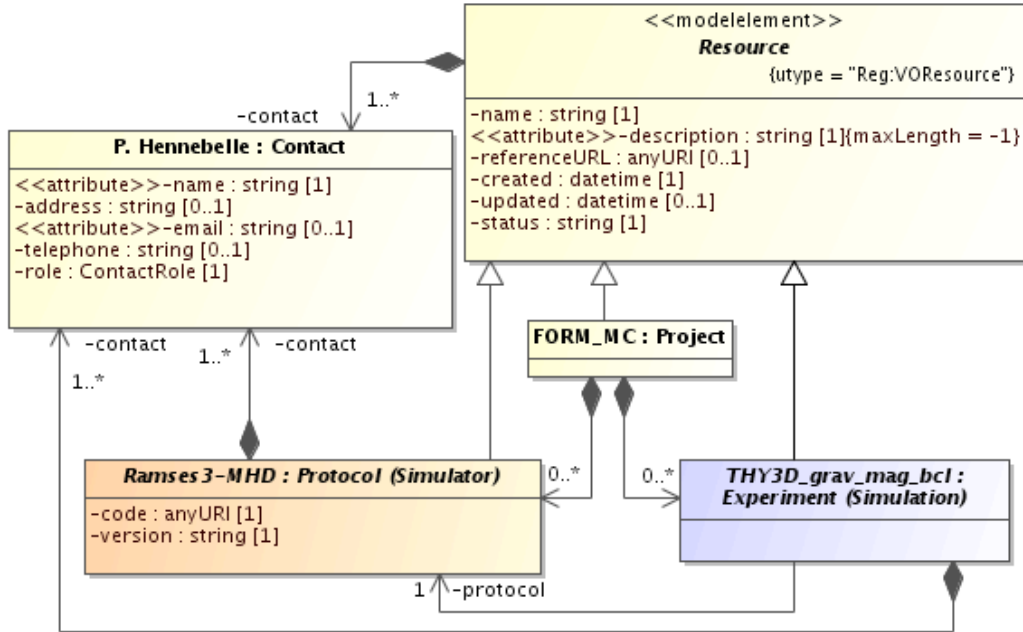 <<modelelement>>
Resource
{utype = "Reg:VOResource"}
-name : string [1]
<<attribute>>-description : string [1]{maxLength = -1}
-referenceURL : anyURI [0..1]
-created : datetime [1]
-updated : datetime [0..1]
-status : string [1]
1..*
-contact
P. Hennebelle : Contact
<<attribute>>-name : string [1]
-address : string [0..1]
<<attribute>>-email : string [0..1]
-telephone : string [0..1]
-role : ContactRole [1]
FORM_MC : Project
-contact
1..*
-contact
1..*
Ramses3-MHD : Protocol (Simulator)
-code : anyURI [1]
-version : string [1]
0..*
0..*
THY3D_grav_mag_bcl :
Experiment (Simulation)
1
-protocol